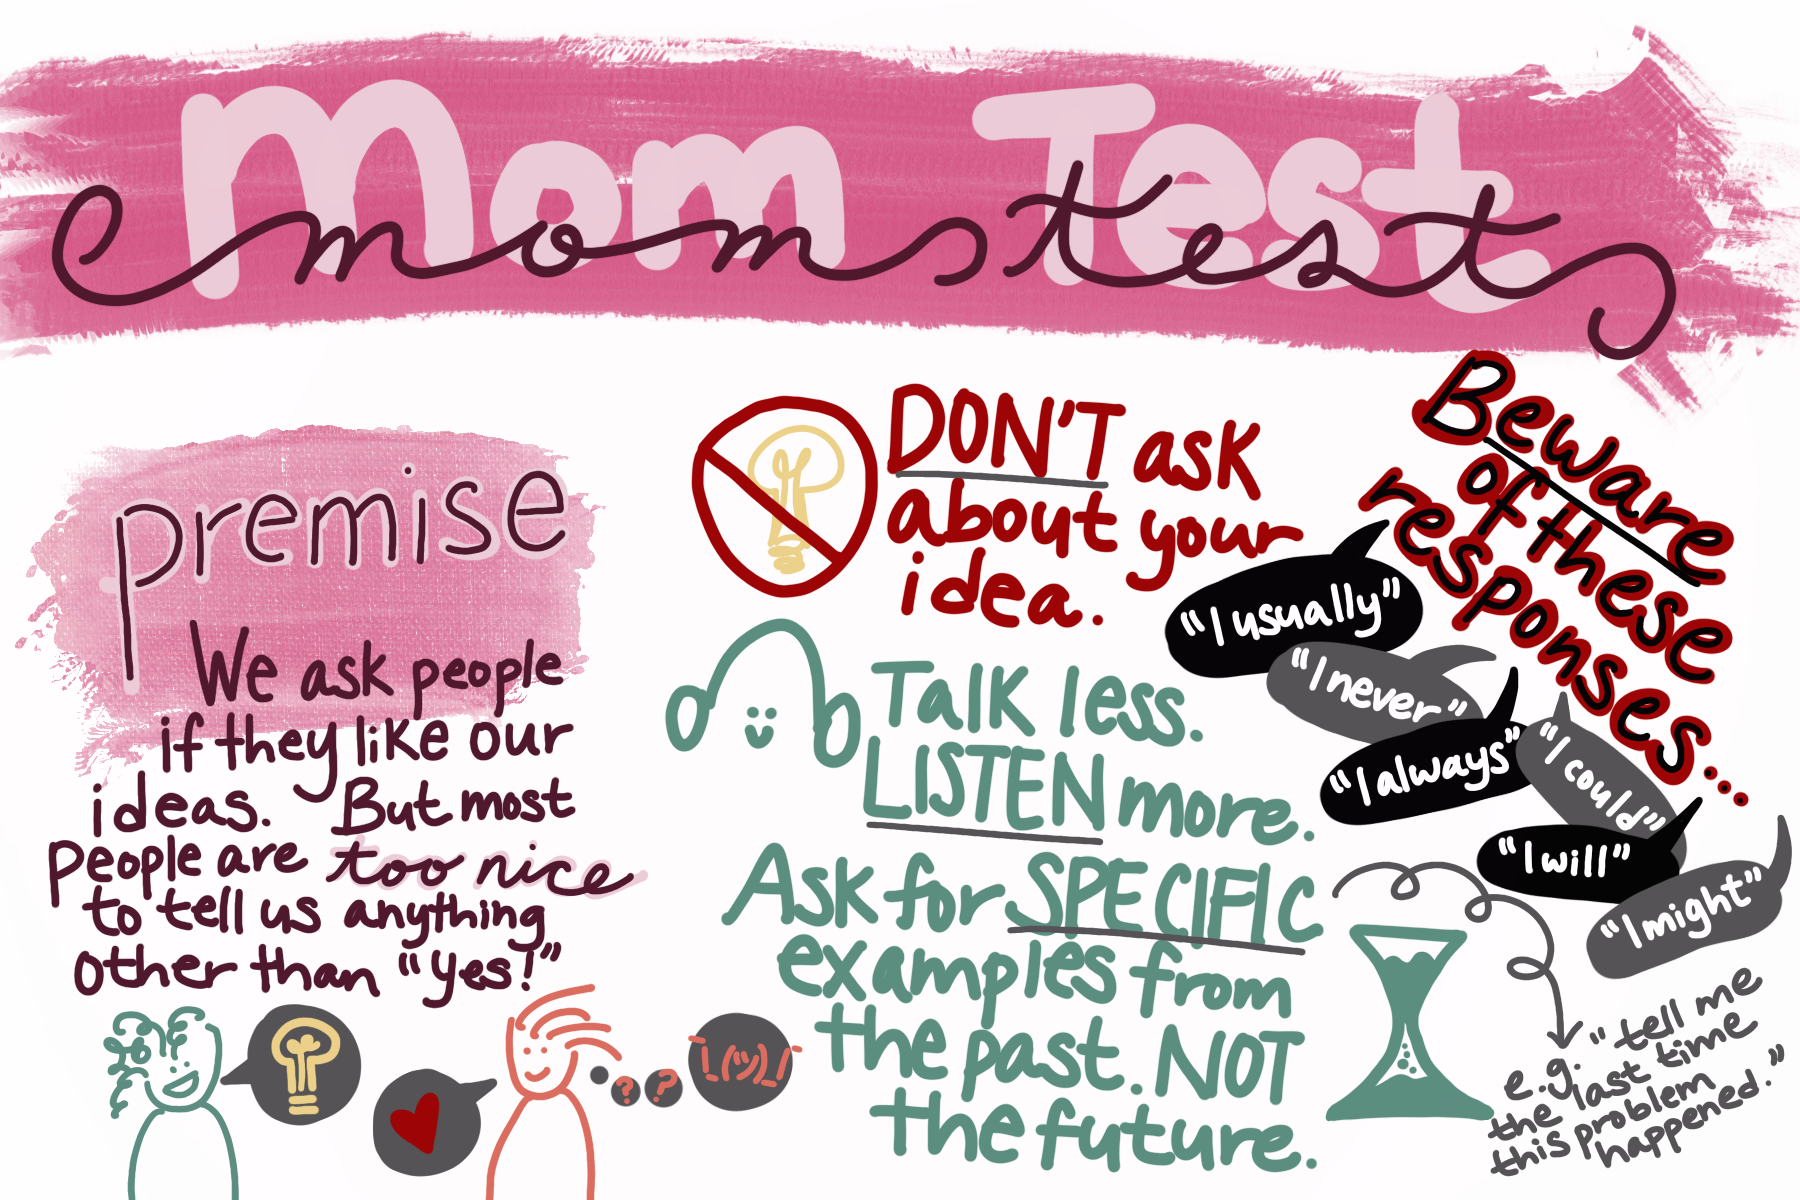 Mom Test
mom test
premise
We ask people
if they like our
ideas. But most
people are too nice
to tell us anything
other than "yes!"
? ? ¯\_(ツ)_/¯
DON'T ask
about your
idea.
Talk less.
LISTEN more.
Ask for SPECIFIC
examples from
the past. NOT
the future.
Beware
of these
responses...
"I usually"
"I never"
"I always"
"I could"
"I will"
"I might"
e.g. "tell me
the last time
this problem
happened."